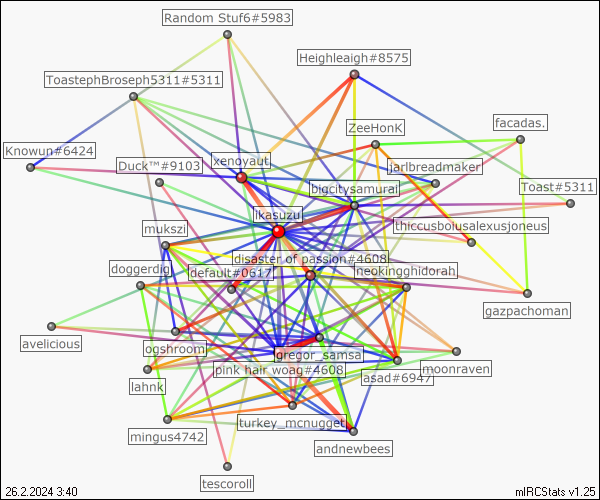 Random Stuf6#5983
Heighleaigh#8575
ToastephBroseph5311#5311
facadas.
ZeeHonK
Knowun#6424
xenoyaut
Duck™#9103
jarlbreadmaker
bigcitysamurai
Toast#5311
ikasuzu
mukszi
thiccusbolusalexusjoneus
disaster of passion#4608
doggerdig
default#0617
neokingghidorah
gazpachoman
avelicious
ogshroom
gregor_samsa
pink hair woag#4608
moonraven
asad#6947
lahnk
turkey_mcnugget
mingus4742
andnewbees
tescoroll
26.2.2024 3:40
mIRCStats v1.25